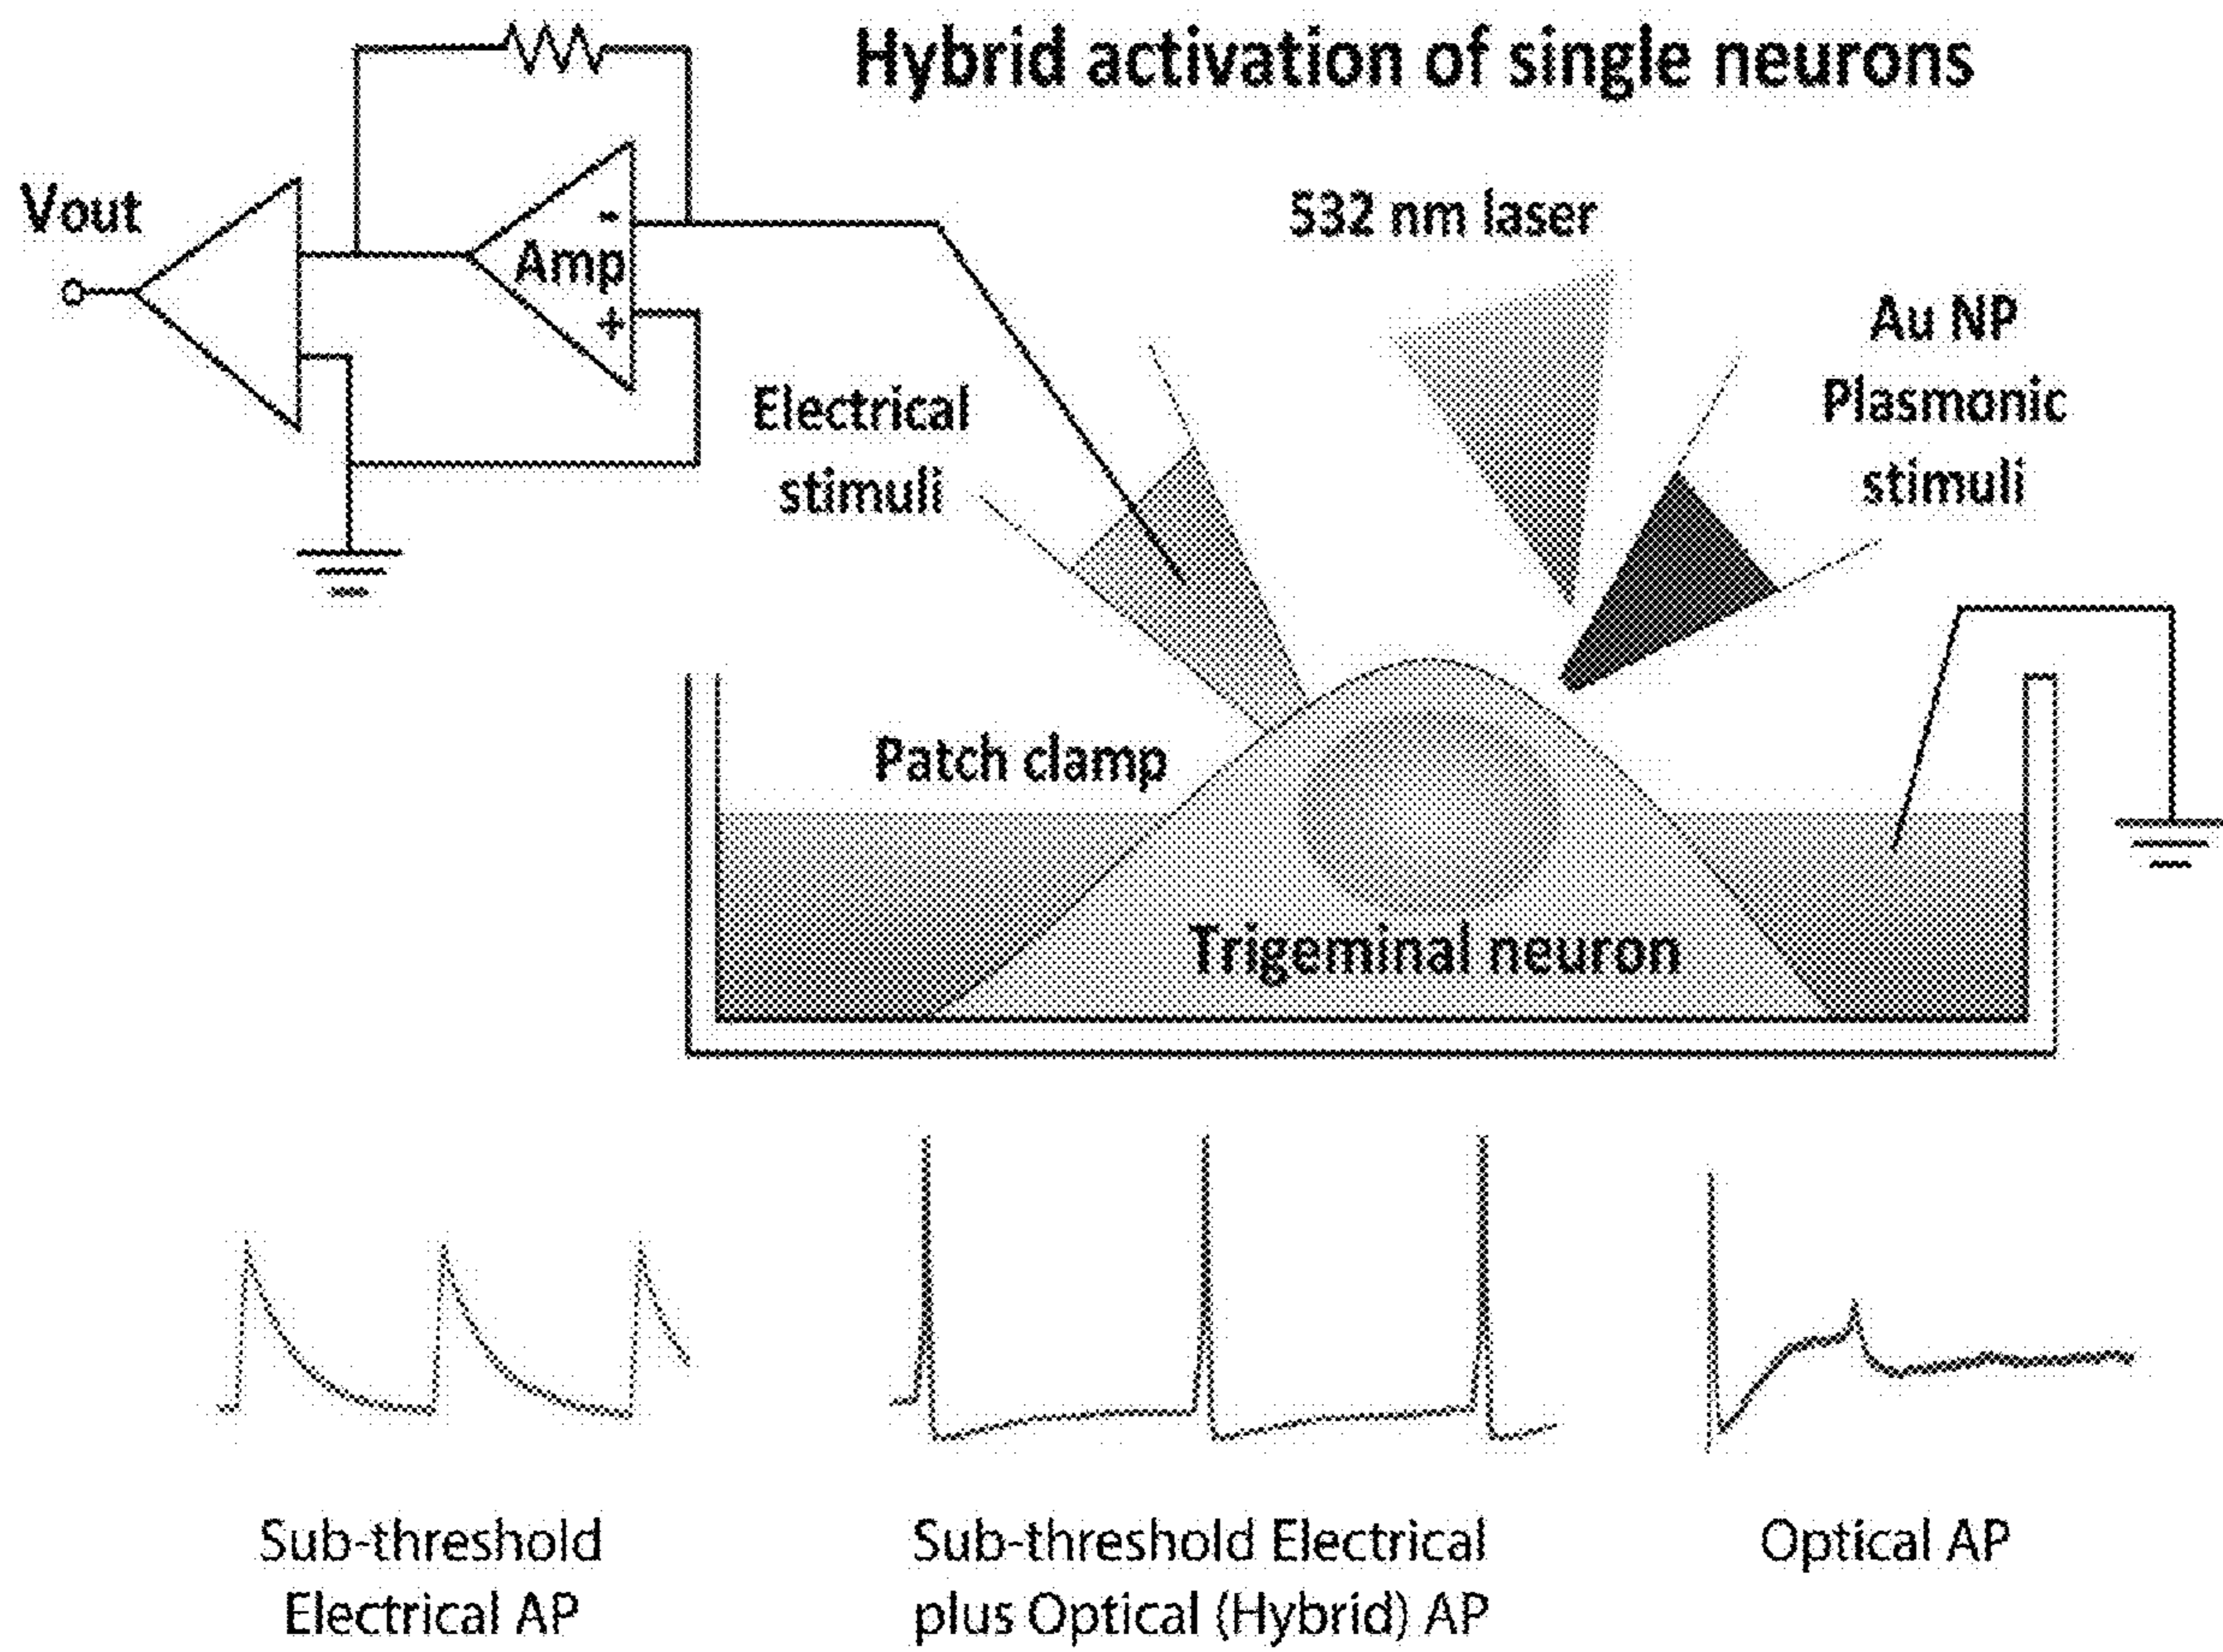 Hybrid activation of single neurons
Vout
-
Amp
+
532 nm laser
Au NP
Plasmonic
stimuli
Electrical
stimuli
Patch clamp
Trigeminal neuron
Sub-threshold
Electrical AP
Sub-threshold Electrical
plus Optical (Hybrid) AP
Optical AP